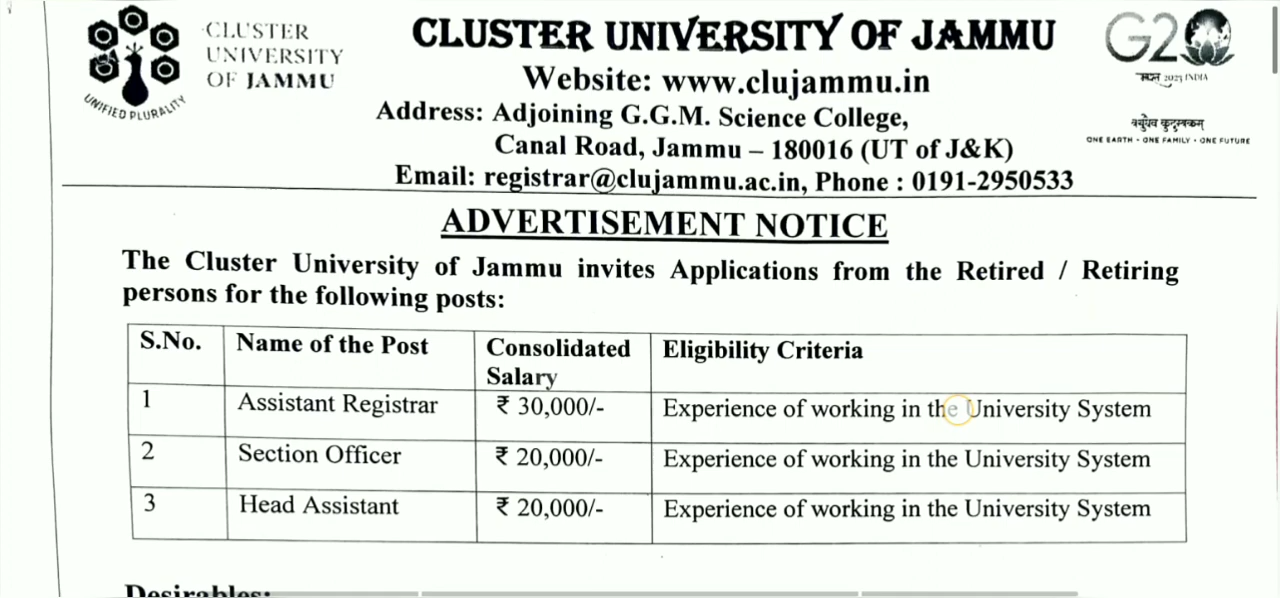 CLUSTER
UNIVERSITY
OF JAMMU
UNIFIED PLURALITY
CLUSTER UNIVERSITY OF JAMMU
Website: www.clujammu.in
Address: Adjoining G.G.M. Science College,
Canal Road, Jammu – 180016 (UT of J&K)
Email: registrar@clujammu.ac.in, Phone : 0191-2950533
G20
भारत 2023 INDIA
वसुधैव कुटुम्बकम्
ONE EARTH • ONE FAMILY • ONE FUTURE
ADVERTISEMENT NOTICE
The Cluster University of Jammu invites Applications from the Retired / Retiring
persons for the following posts:
S.No. Name of the Post Consolidated Salary Eligibility Criteria
1 Assistant Registrar ₹ 30,000/- Experience of working in the University System
2 Section Officer ₹ 20,000/- Experience of working in the University System
3 Head Assistant ₹ 20,000/- Experience of working in the University System
Desirables: